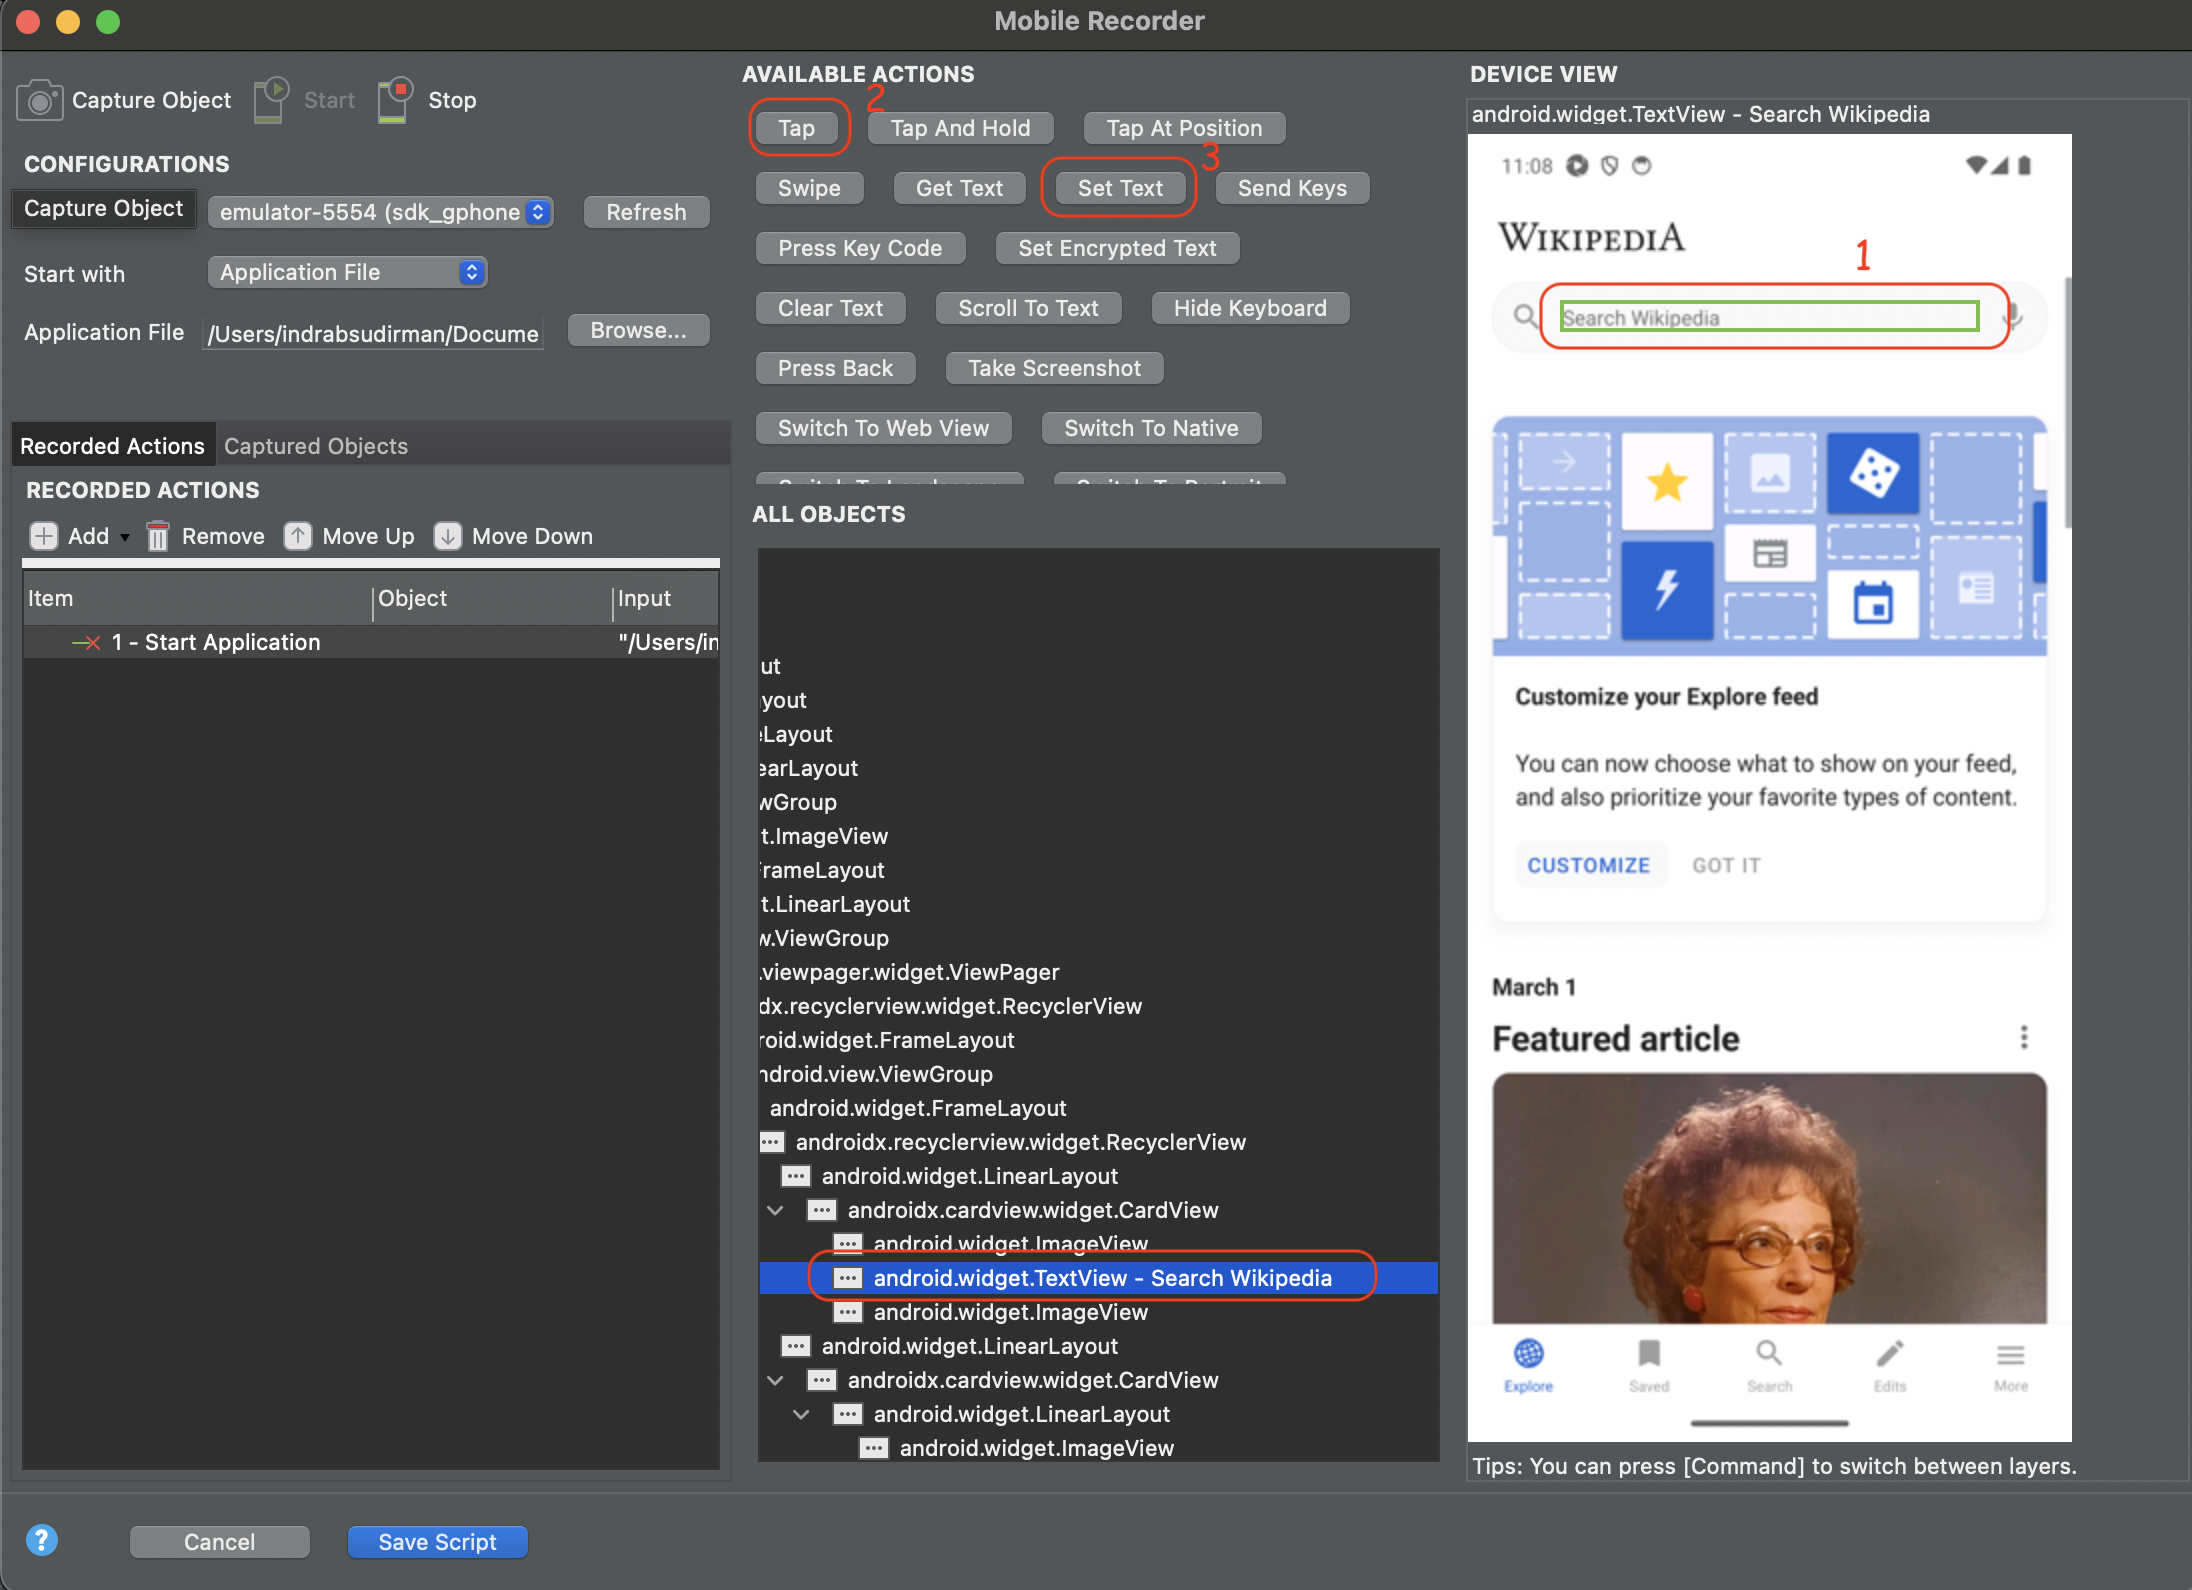 Mobile Recorder
Capture Object
Start
Stop
CONFIGURATIONS
Capture Object
emulator-5554 (sdk_gphone
Refresh
Start with
Application File
Application File
/Users/indrabsudirman/Docume
Browse...
Recorded Actions
Captured Objects
RECORDED ACTIONS
Add
Remove
Move Up
Move Down
Item
Object
Input
1 - Start Application
"/Users/in
AVAILABLE ACTIONS
2
Tap
Tap And Hold
Tap At Position
3
Swipe
Get Text
Set Text
Send Keys
Press Key Code
Set Encrypted Text
Clear Text
Scroll To Text
Hide Keyboard
Press Back
Take Screenshot
Switch To Web View
Switch To Native
Switch To Landscape
Switch To Portrait
ALL OBJECTS
ut
yout
eLayout
earLayout
wGroup
t.ImageView
FrameLayout
t.LinearLayout
w.ViewGroup
.viewpager.widget.ViewPager
dx.recyclerview.widget.RecyclerView
roid.widget.FrameLayout
ndroid.view.ViewGroup
android.widget.FrameLayout
androidx.recyclerview.widget.RecyclerView
android.widget.LinearLayout
androidx.cardview.widget.CardView
android.widget.ImageView
android.widget.TextView - Search Wikipedia
android.widget.ImageView
android.widget.LinearLayout
androidx.cardview.widget.CardView
android.widget.LinearLayout
android.widget.ImageView
DEVICE VIEW
android.widget.TextView - Search Wikipedia
11:08
WIKIPEDIA
1
Search Wikipedia
Customize your Explore feed
You can now choose what to show on your feed,
and also prioritize your favorite types of content.
CUSTOMIZE
GOT IT
March 1
Featured article
Explore
Saved
Search
Edits
More
Tips: You can press [Command] to switch between layers.
?
Cancel
Save Script